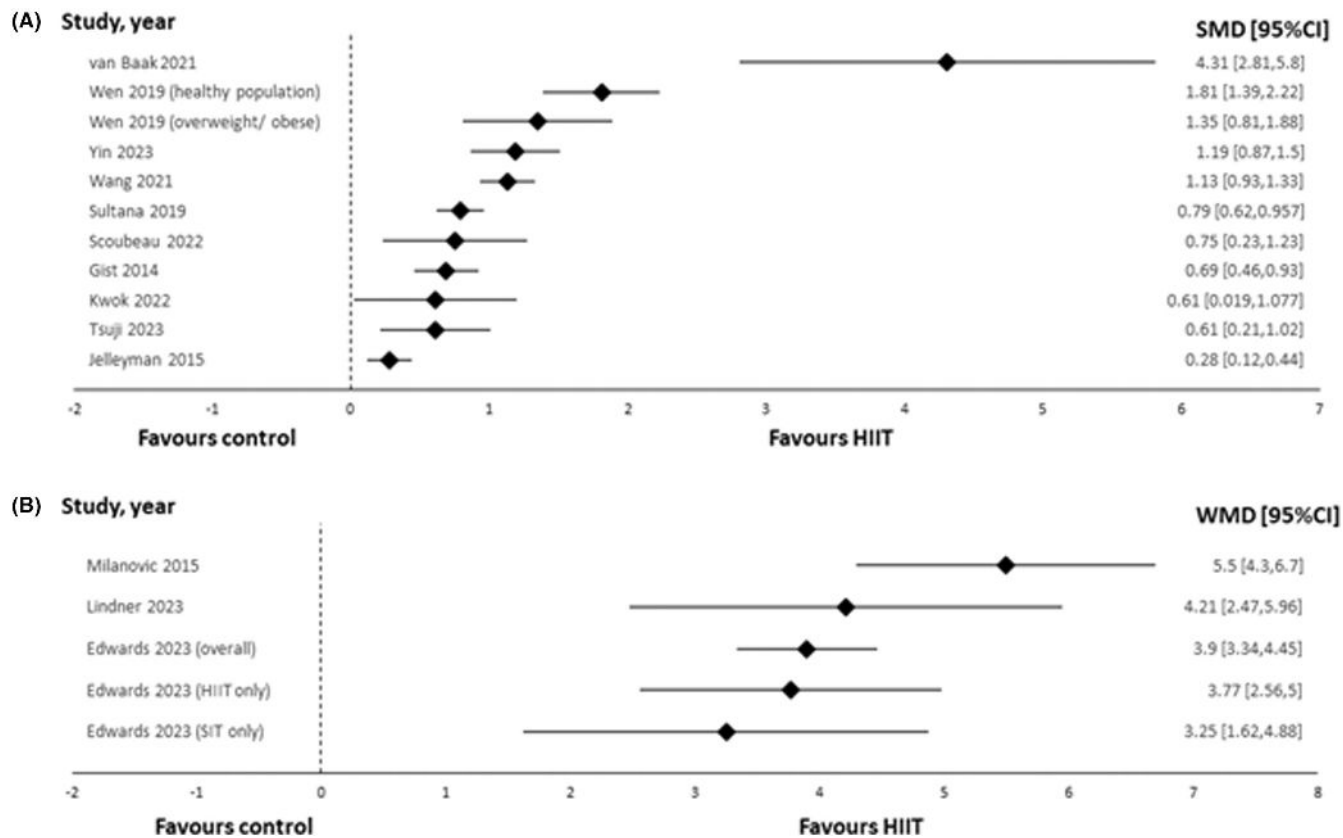 (A) Study, year SMD [95%CI]
van Baak 2021 4.31 [2.81,5.8]
Wen 2019 (healthy population) 1.81 [1.39,2.22]
Wen 2019 (overweight/ obese) 1.35 [0.81,1.88]
Yin 2023 1.19 [0.87,1.5]
Wang 2021 1.13 [0.93,1.33]
Sultana 2019 0.79 [0.62,0.957]
Scoubeau 2022 0.75 [0.23,1.23]
Gist 2014 0.69 [0.46,0.93]
Kwok 2022 0.61 [0.019,1.077]
Tsuji 2023 0.61 [0.21,1.02]
Jelleyman 2015 0.28 [0.12,0.44]
-2 -1 0 1 2 3 4 5 6 7
Favours control Favours HIIT
(B) Study, year WMD [95%CI]
Milanovic 2015 5.5 [4.3,6.7]
Lindner 2023 4.21 [2.47,5.96]
Edwards 2023 (overall) 3.9 [3.34,4.45]
Edwards 2023 (HIIT only) 3.77 [2.56,5]
Edwards 2023 (SIT only) 3.25 [1.62,4.88]
-2 -1 0 1 2 3 4 5 6 7 8
Favours control Favours HIIT